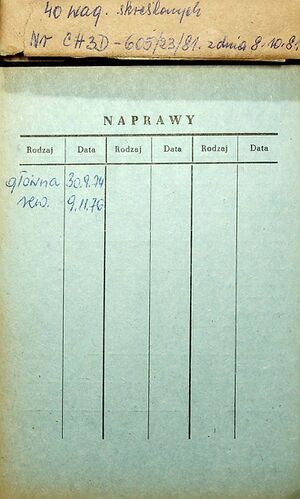 40 wag. skreślonych
Nr CH3D-605/23/81. z dnia 8.10.81
NAPRAWY
Rodzaj Data Rodzaj Data Rodzaj Data
główna 30.9.74
rew. 9.11.76